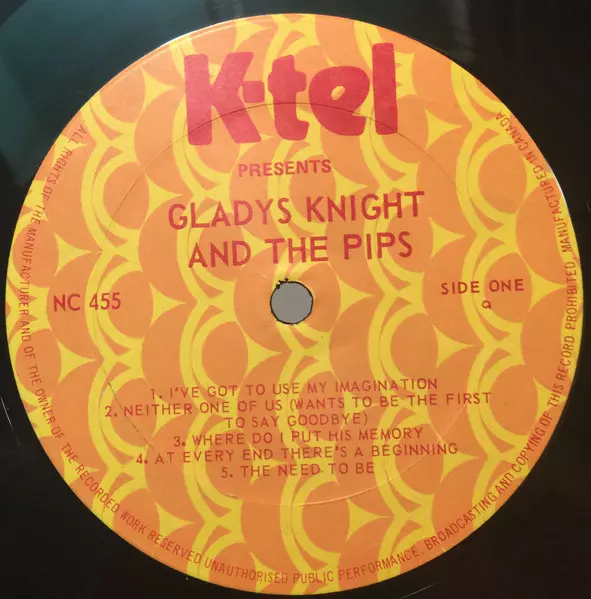 K-tel
PRESENTS
GLADYS KNIGHT
AND THE PIPS
NC 455
SIDE ONE
Q
1. I'VE GOT TO USE MY IMAGINATION
2. NEITHER ONE OF US (WANTS TO BE THE FIRST
TO SAY GOODBYE)
3. WHERE DO I PUT HIS MEMORY
4. AT EVERY END THERE'S A BEGINNING
5. THE NEED TO BE
ALL RIGHTS OF THE MANUFACTURER AND OF THE OWNER OF THE RECORDED WORK RESERVED UNAUTHORISED PUBLIC PERFORMANCE, BROADCASTING AND COPYING OF THIS RECORD PROHIBITED. MANUFACTURED IN CANADA